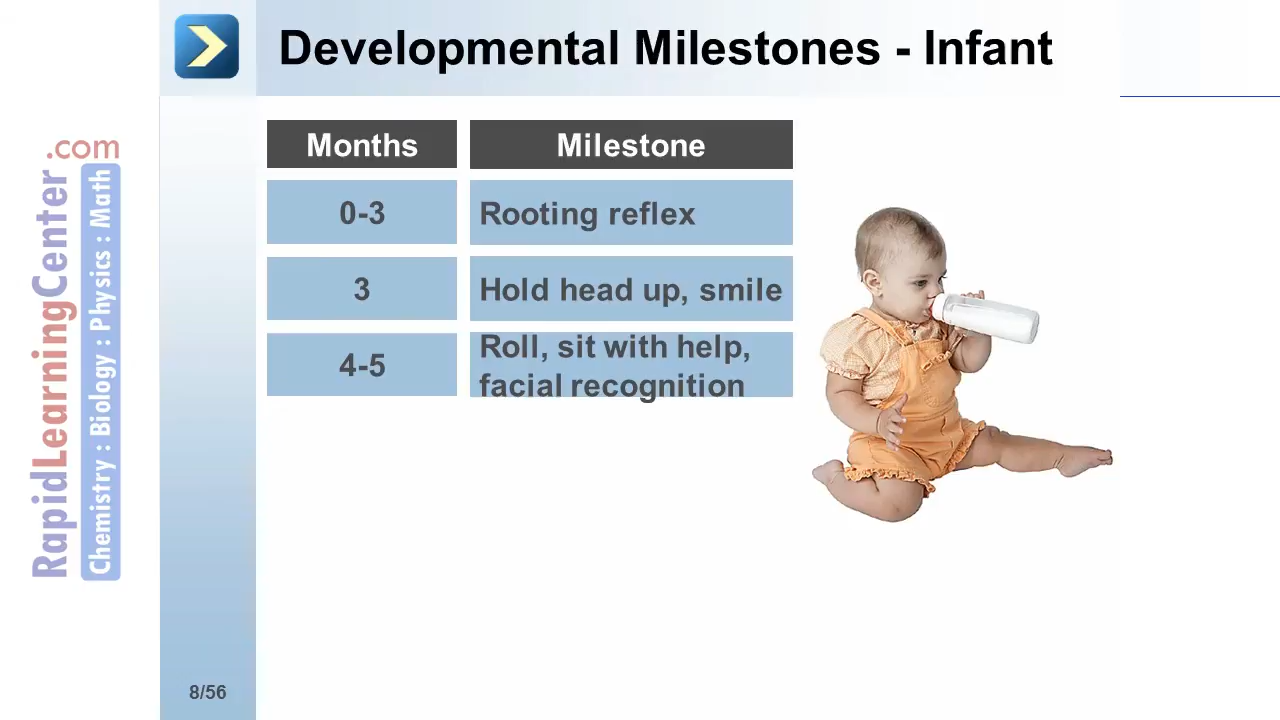 Developmental Milestones - Infant
Months
Milestone
0-3
Rooting reflex
3
Hold head up, smile
4-5
Roll, sit with help,
facial recognition
RapidLearningCenter.com
Chemistry : Biology : Physics : Math
8/56